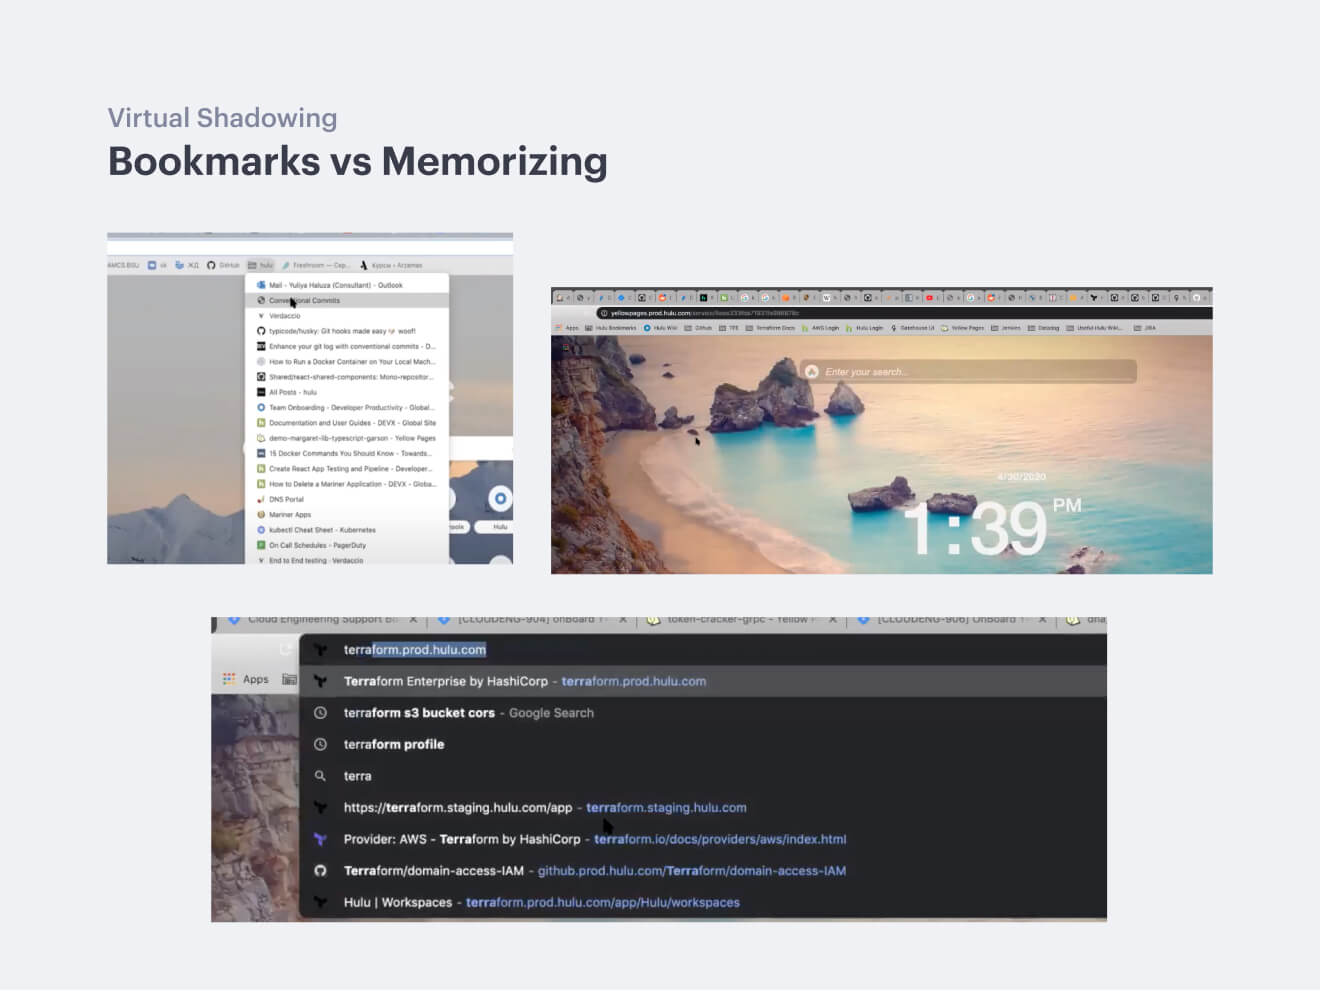 Virtual Shadowing
Bookmarks vs Memorizing
AMCS.BSU vk ЖД GitHub hulu Freshroom — Сер... Курсы • Arzamas
Mail - Yuliya Haluza (Consultant) - Outlook
Conventional Commits
Verdaccio
typicode/husky: Git hooks made easy 🐶 woof!
Enhance your git log with conventional commits - D...
How to Run a Docker Container on Your Local Mach...
Shared/react-shared-components: Mono-repositor...
All Posts - hulu
Team Onboarding - Developer Productivity - Global...
Documentation and User Guides - DEVX - Global Site
demo-margaret-lib-typescript-garson - Yellow Pages
15 Docker Commands You Should Know - Towards...
Create React App Testing and Pipeline - Developer...
How to Delete a Mariner Application - DEVX - Globa...
DNS Portal
Mariner Apps
kubectl Cheat Sheet - Kubernetes
On Call Schedules - PagerDuty
End to End testing · Verdaccio
Hulu
yellowpages.prod.hulu.com/service/
Apps Hulu Bookmarks Hulu Wiki Github TPE Terraform Docs AWS Login Hulu Login Gatehouse UI Yellow Pages Jenkins Datadog Useful Hulu Wiki... JIRA
Enter your search...
4/30/2020
1:39 PM
Cloud Engineering Support B [CLOUDENG-904] onBoard token-cracker-grpc - Yellow [CLOUDENG-906] OnBoard
terraform.prod.hulu.com
Apps
Terraform Enterprise by HashiCorp - terraform.prod.hulu.com
terraform s3 bucket cors - Google Search
terraform profile
terra
https://terraform.staging.hulu.com/app - terraform.staging.hulu.com
Provider: AWS - Terraform by HashiCorp - terraform.io/docs/providers/aws/index.html
Terraform/domain-access-IAM - github.prod.hulu.com/Terraform/domain-access-IAM
Hulu | Workspaces - terraform.prod.hulu.com/app/Hulu/workspaces